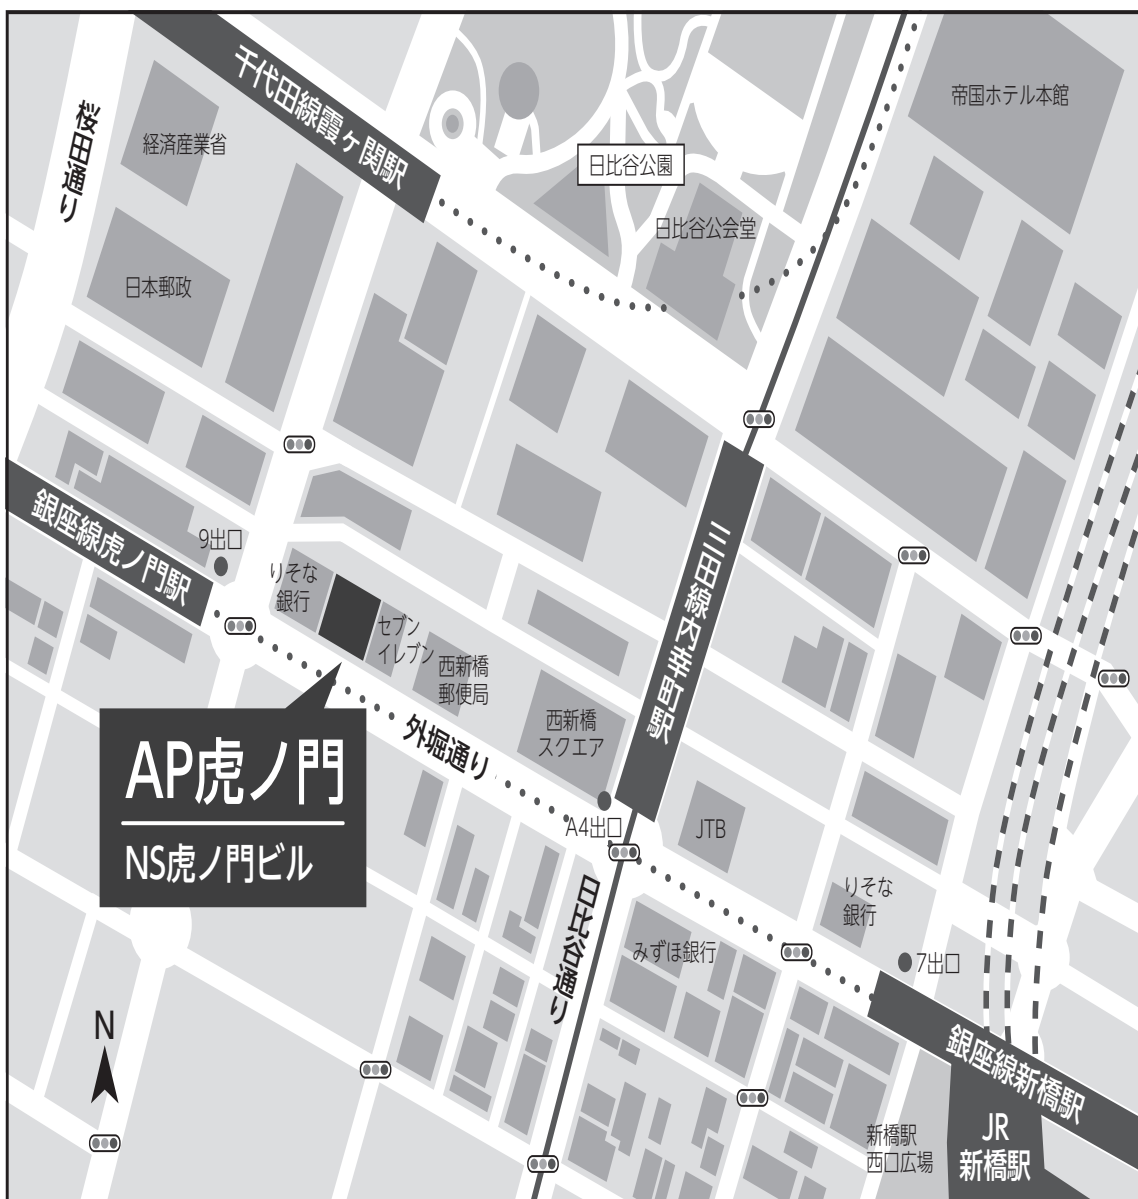 帝国ホテル本館
千代田線霞ヶ関駅
桜田通り
経済産業省
日比谷公園
日比谷公会堂
日本郵政
銀座線虎ノ門駅
9出口
りそな
銀行
セブン
イレブン
西新橋
郵便局
三田線内幸町駅
西新橋
スクエア
外堀通り
AP虎ノ門
NS虎ノ門ビル
A4出口
JTB
りそな
銀行
日比谷通り
みずほ銀行
7出口
N
銀座線新橋駅
新橋駅
西口広場
JR
新橋駅